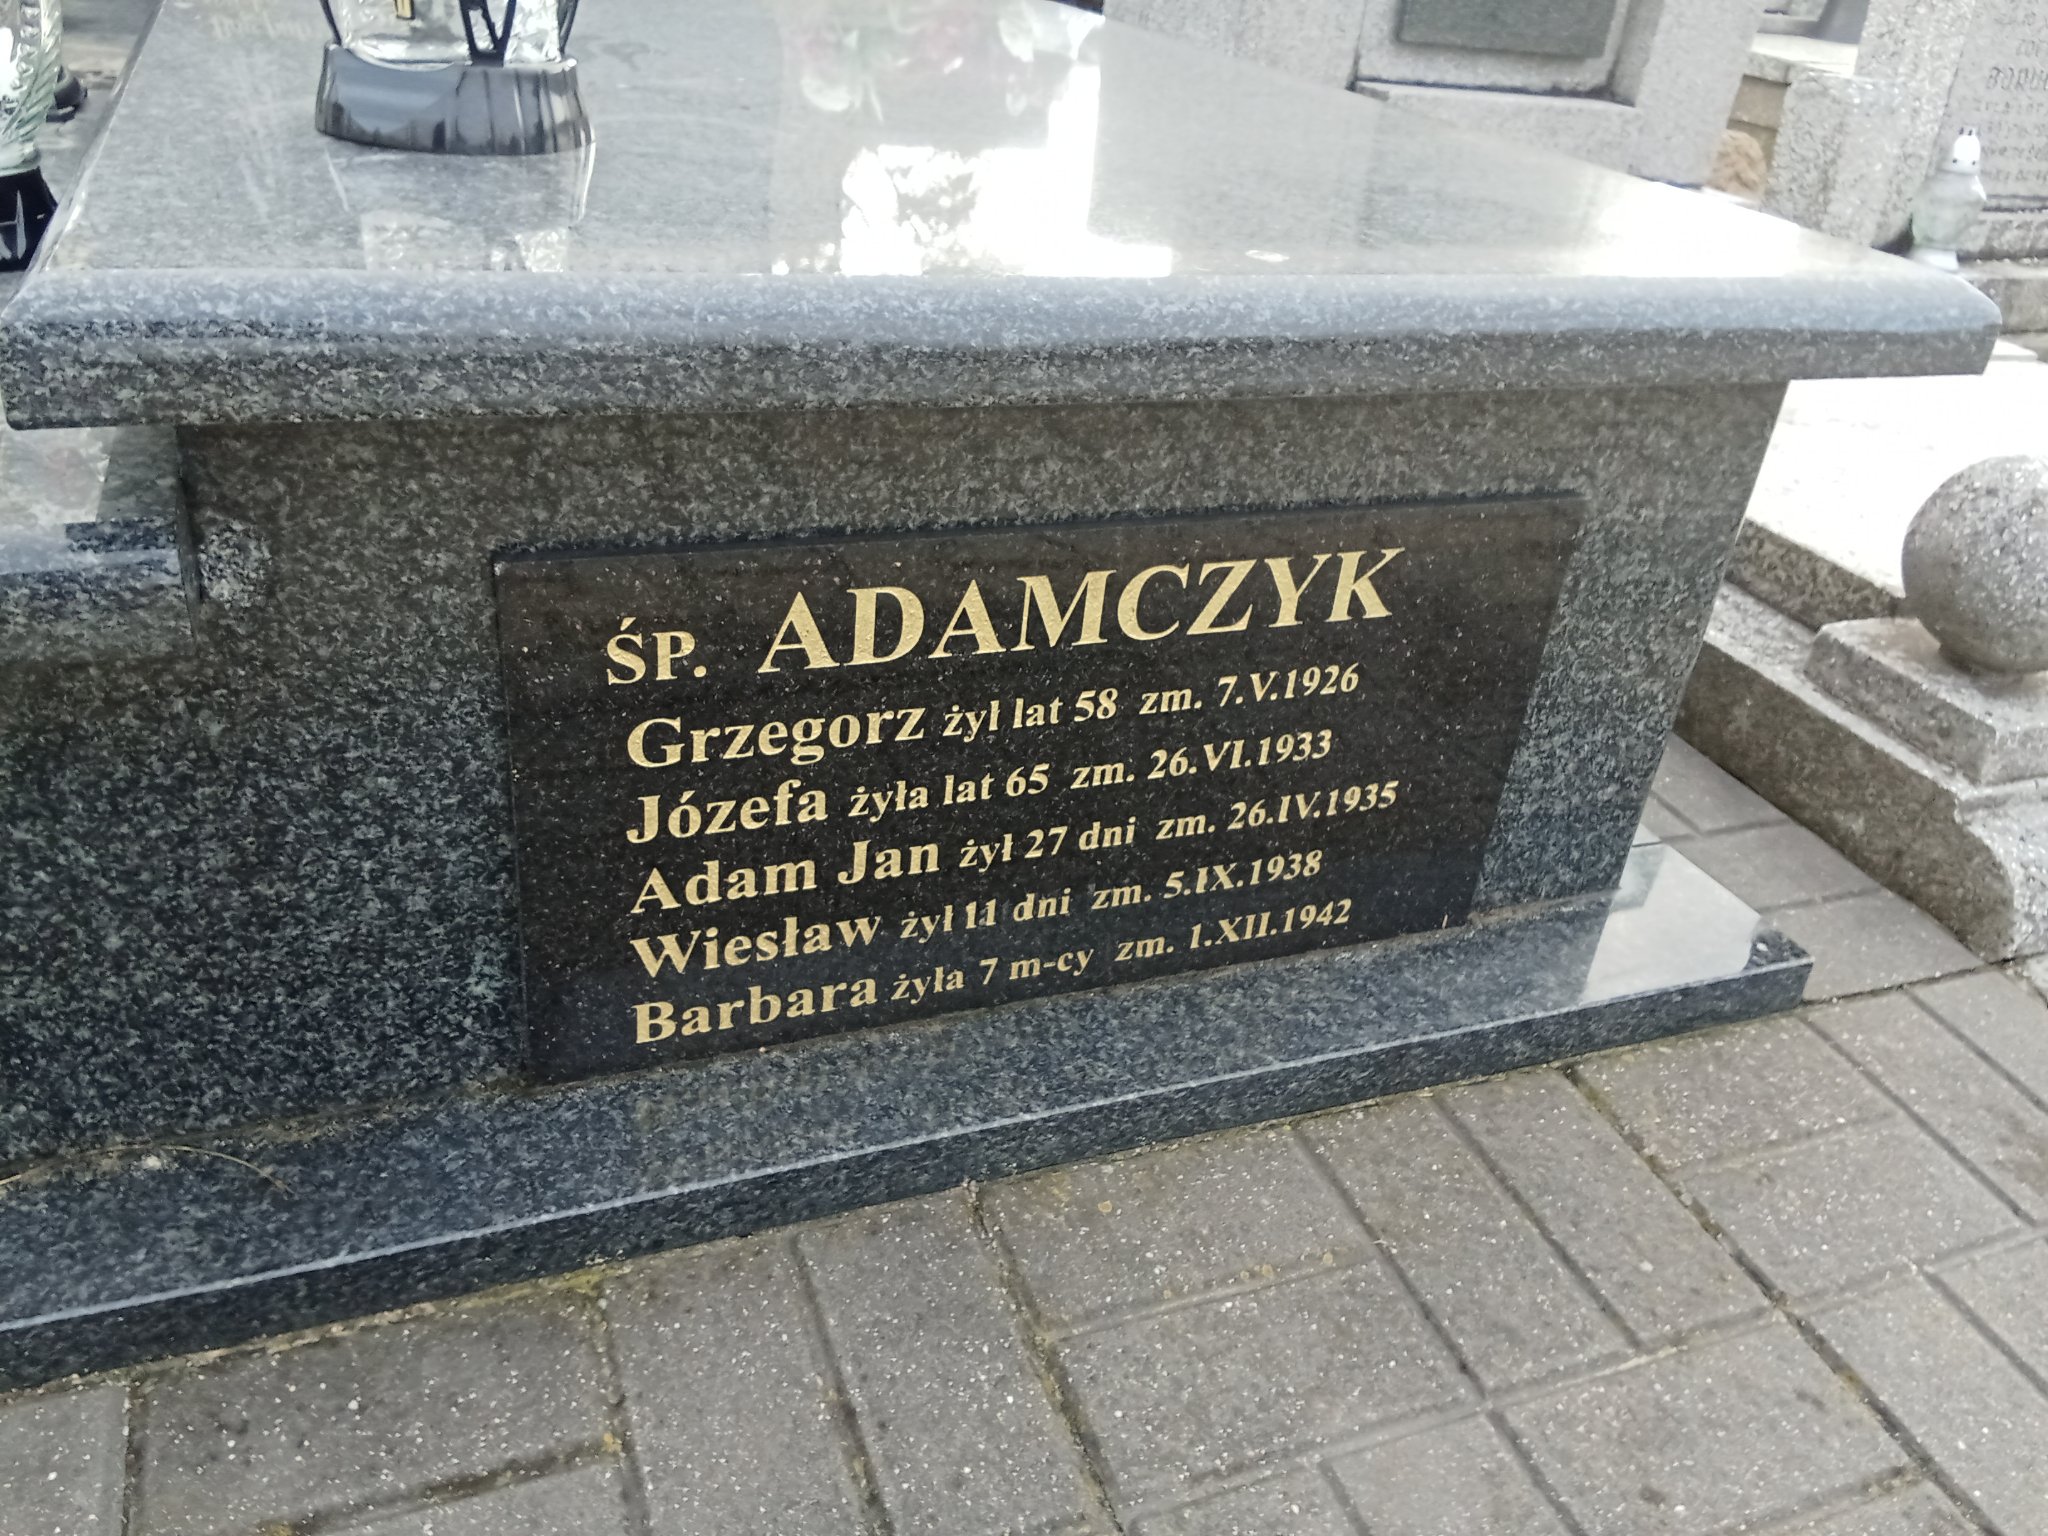 ŚP. ADAMCZYK
Grzegorz żył lat 58 zm. 7.V.1926
Józefa żyła lat 65 zm. 26.VI.1933
Adam Jan żył 27 dni zm. 26.IV.1935
Wiesław żył 11 dni zm. 5.IX.1938
Barbara żyła 7 m-cy zm. 1.XII.1942